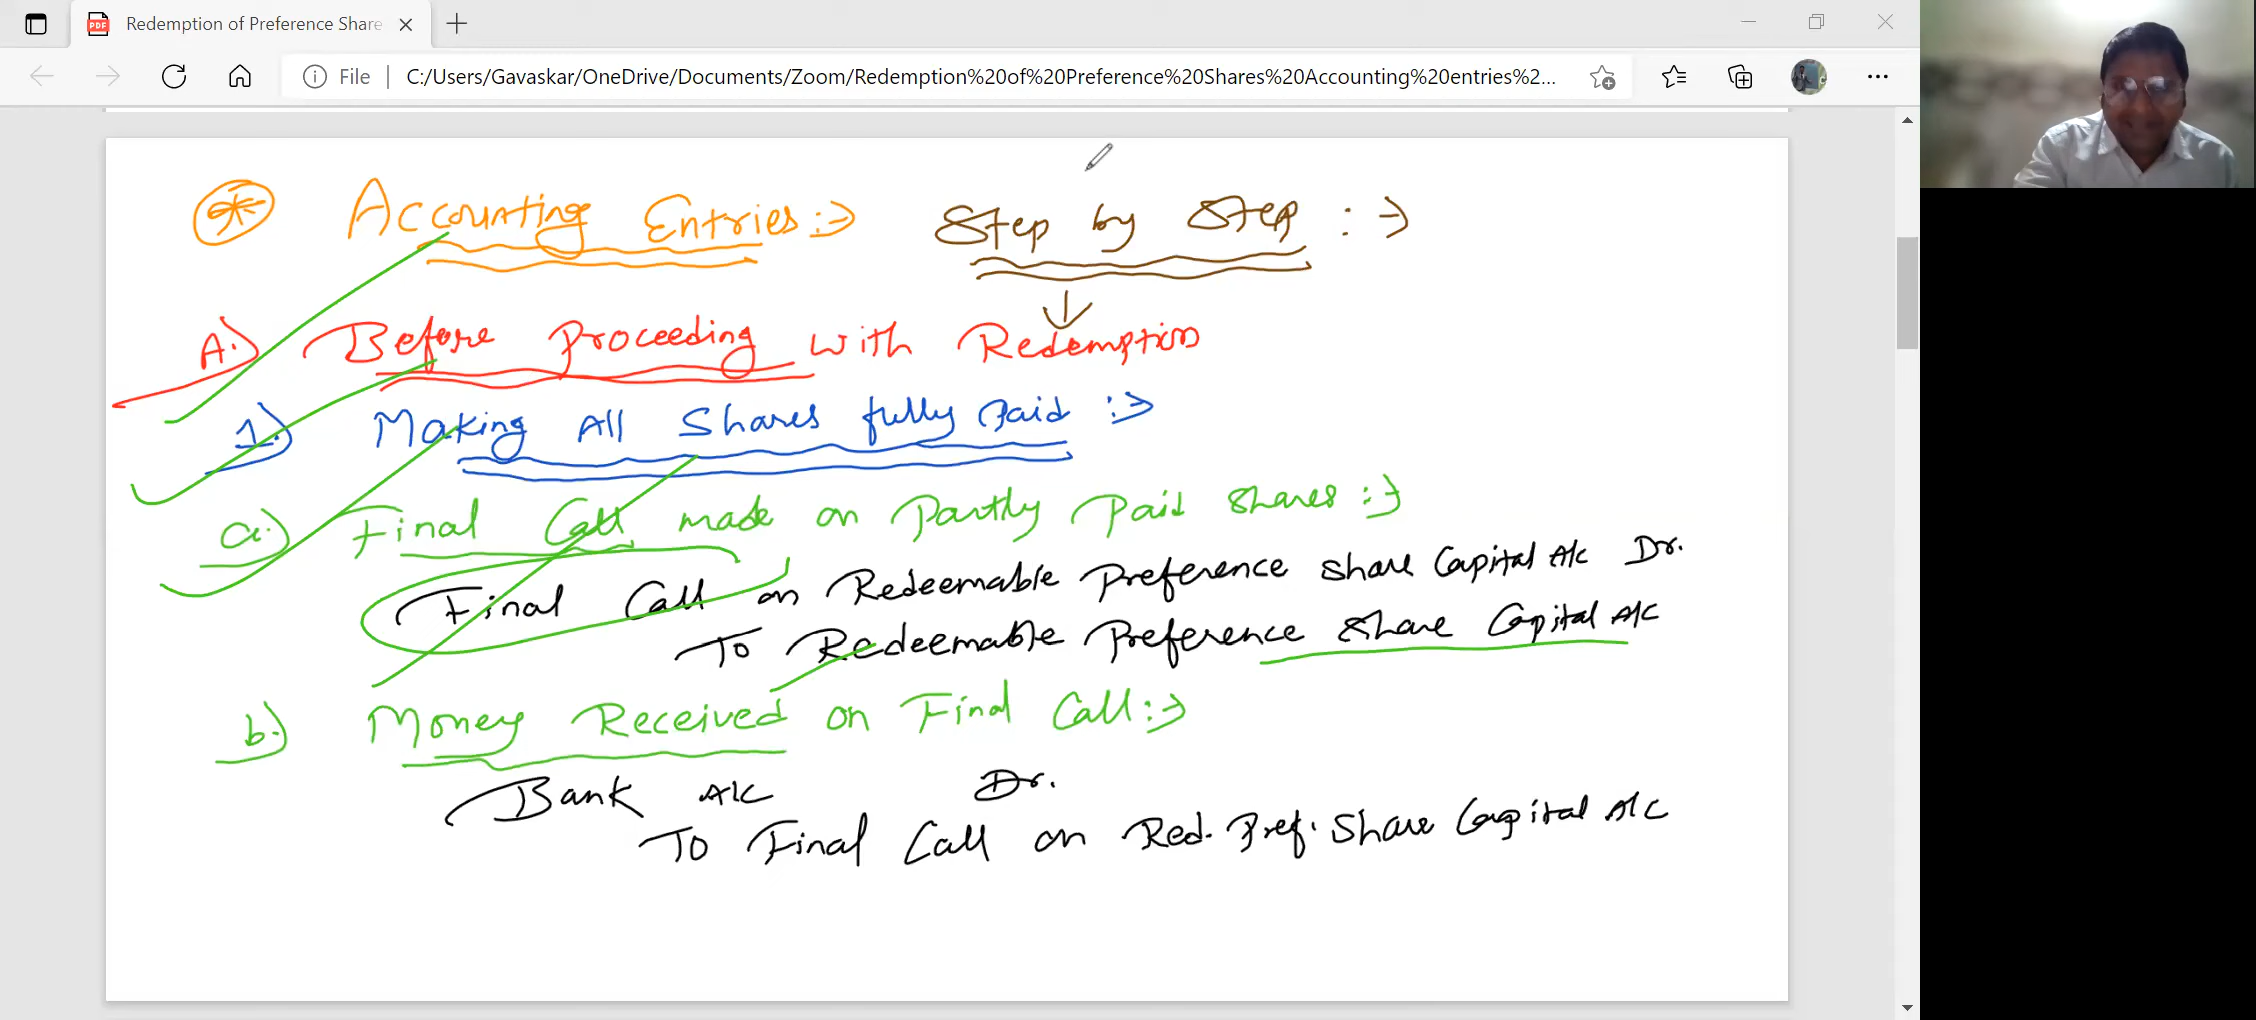 Redemption of Preference Share
File
C:/Users/Gavaskar/OneDrive/Documents/Zoom/Redemption%20of%20Preference%20Shares%20Accounting%20entries%2...
Accounting Entries:→ Step by Step :→
A.) Before Proceeding with Redemption
1.) Making All Shares fully Paid :→
a.) Final Call made on Partly Paid Shares:→
Final Call on Redeemable Preference Share Capital A/c Dr.
To Redeemable Preference Share Capital A/c
b.) Money Received on Final Call:→
Bank A/c Dr.
To Final Call on Red. Pref. Share Capital A/c